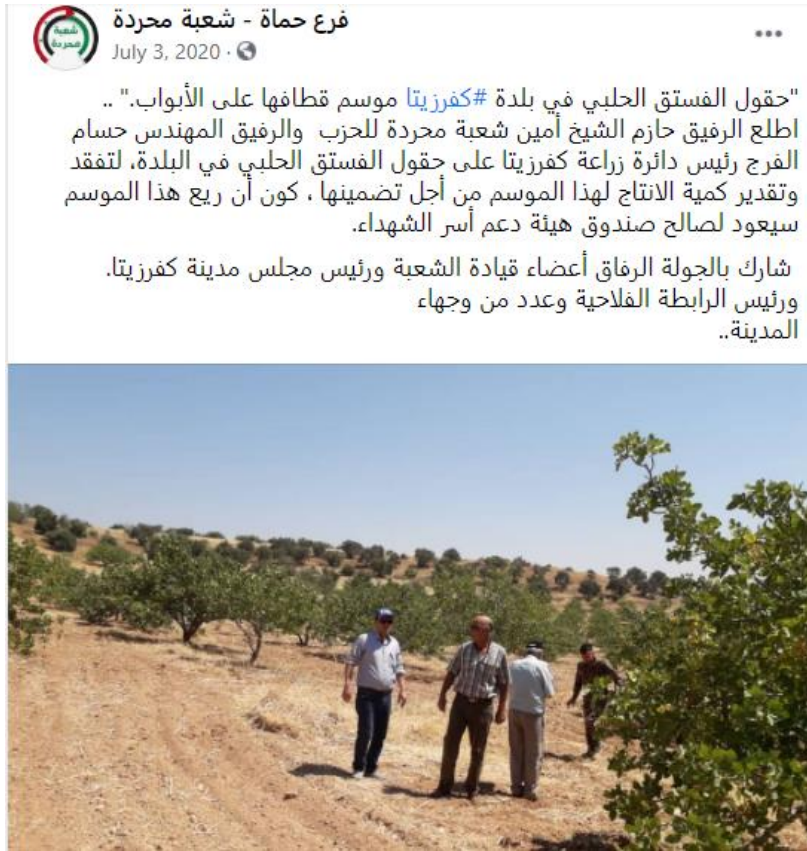 فرع حماة - شعبة محردة
July 3, 2020 ·
شعبة
محردة
"حقول الفستق الحلبي في بلدة #كفرزيتا موسم قطافها على الأبواب." ..
اطلع الرفيق حازم الشيخ أمين شعبة محردة للحزب والرفيق المهندس حسام
الفرج رئيس دائرة زراعة كفرزيتا على حقول الفستق الحلبي في البلدة، لتفقد
وتقدير كمية الانتاج لهذا الموسم من أجل تضمينها ، كون أن ريع هذا الموسم
سيعود لصالح صندوق هيئة دعم أسر الشهداء.
شارك بالجولة الرفاق أعضاء قيادة الشعبة ورئيس مجلس مدينة كفرزيتا.
ورئيس الرابطة الفلاحية وعدد من وجهاء
المدينة..